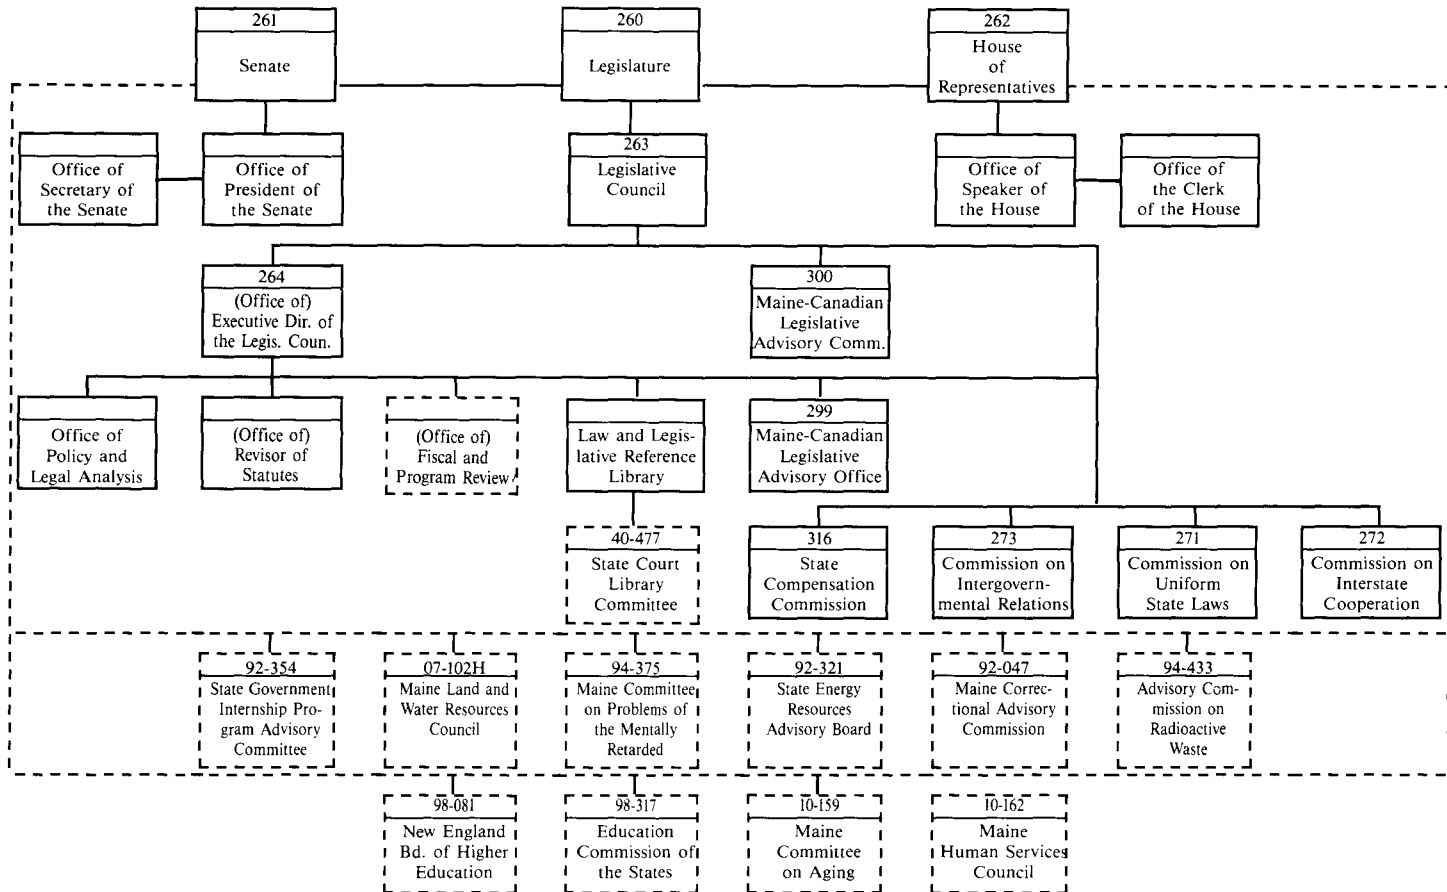 261
Senate
260
Legislature
262
House
of
Representatives
Office of
Secretary of
the Senate
Office of
President of
the Senate
263
Legislative
Council
Office of
Speaker of
the House
Office of
the Clerk
of the House
264
(Office of)
Executive Dir. of
the Legis. Coun.
300
Maine-Canadian
Legislative
Advisory Comm.
Office of
Policy and
Legal Analysis
(Office of)
Revisor of
Statutes
(Office of)
Fiscal and
Program Review
Law and Legis-
lative Reference
Library
299
Maine-Canadian
Legislative
Advisory Office
40-477
State Court
Library
Committee
316
State
Compensation
Commission
273
Commission on
Intergovern-
mental Relations
271
Commission on
Uniform
State Laws
272
Commission on
Interstate
Cooperation
92-354
State Government
Internship Pro-
gram Advisory
Committee
07-102H
Maine Land and
Water Resources
Council
94-375
Maine Committee
on Problems of
the Mentally
Retarded
92-321
State Energy
Resources
Advisory Board
92-047
Maine Correc-
tional Advisory
Commission
94-433
Advisory Com-
mission on
Radioactive
Waste
98-081
New England
Bd. of Higher
Education
98-317
Education
Commission of
the States
10-159
Maine
Committee
on Aging
10-162
Maine
Human Services
Council